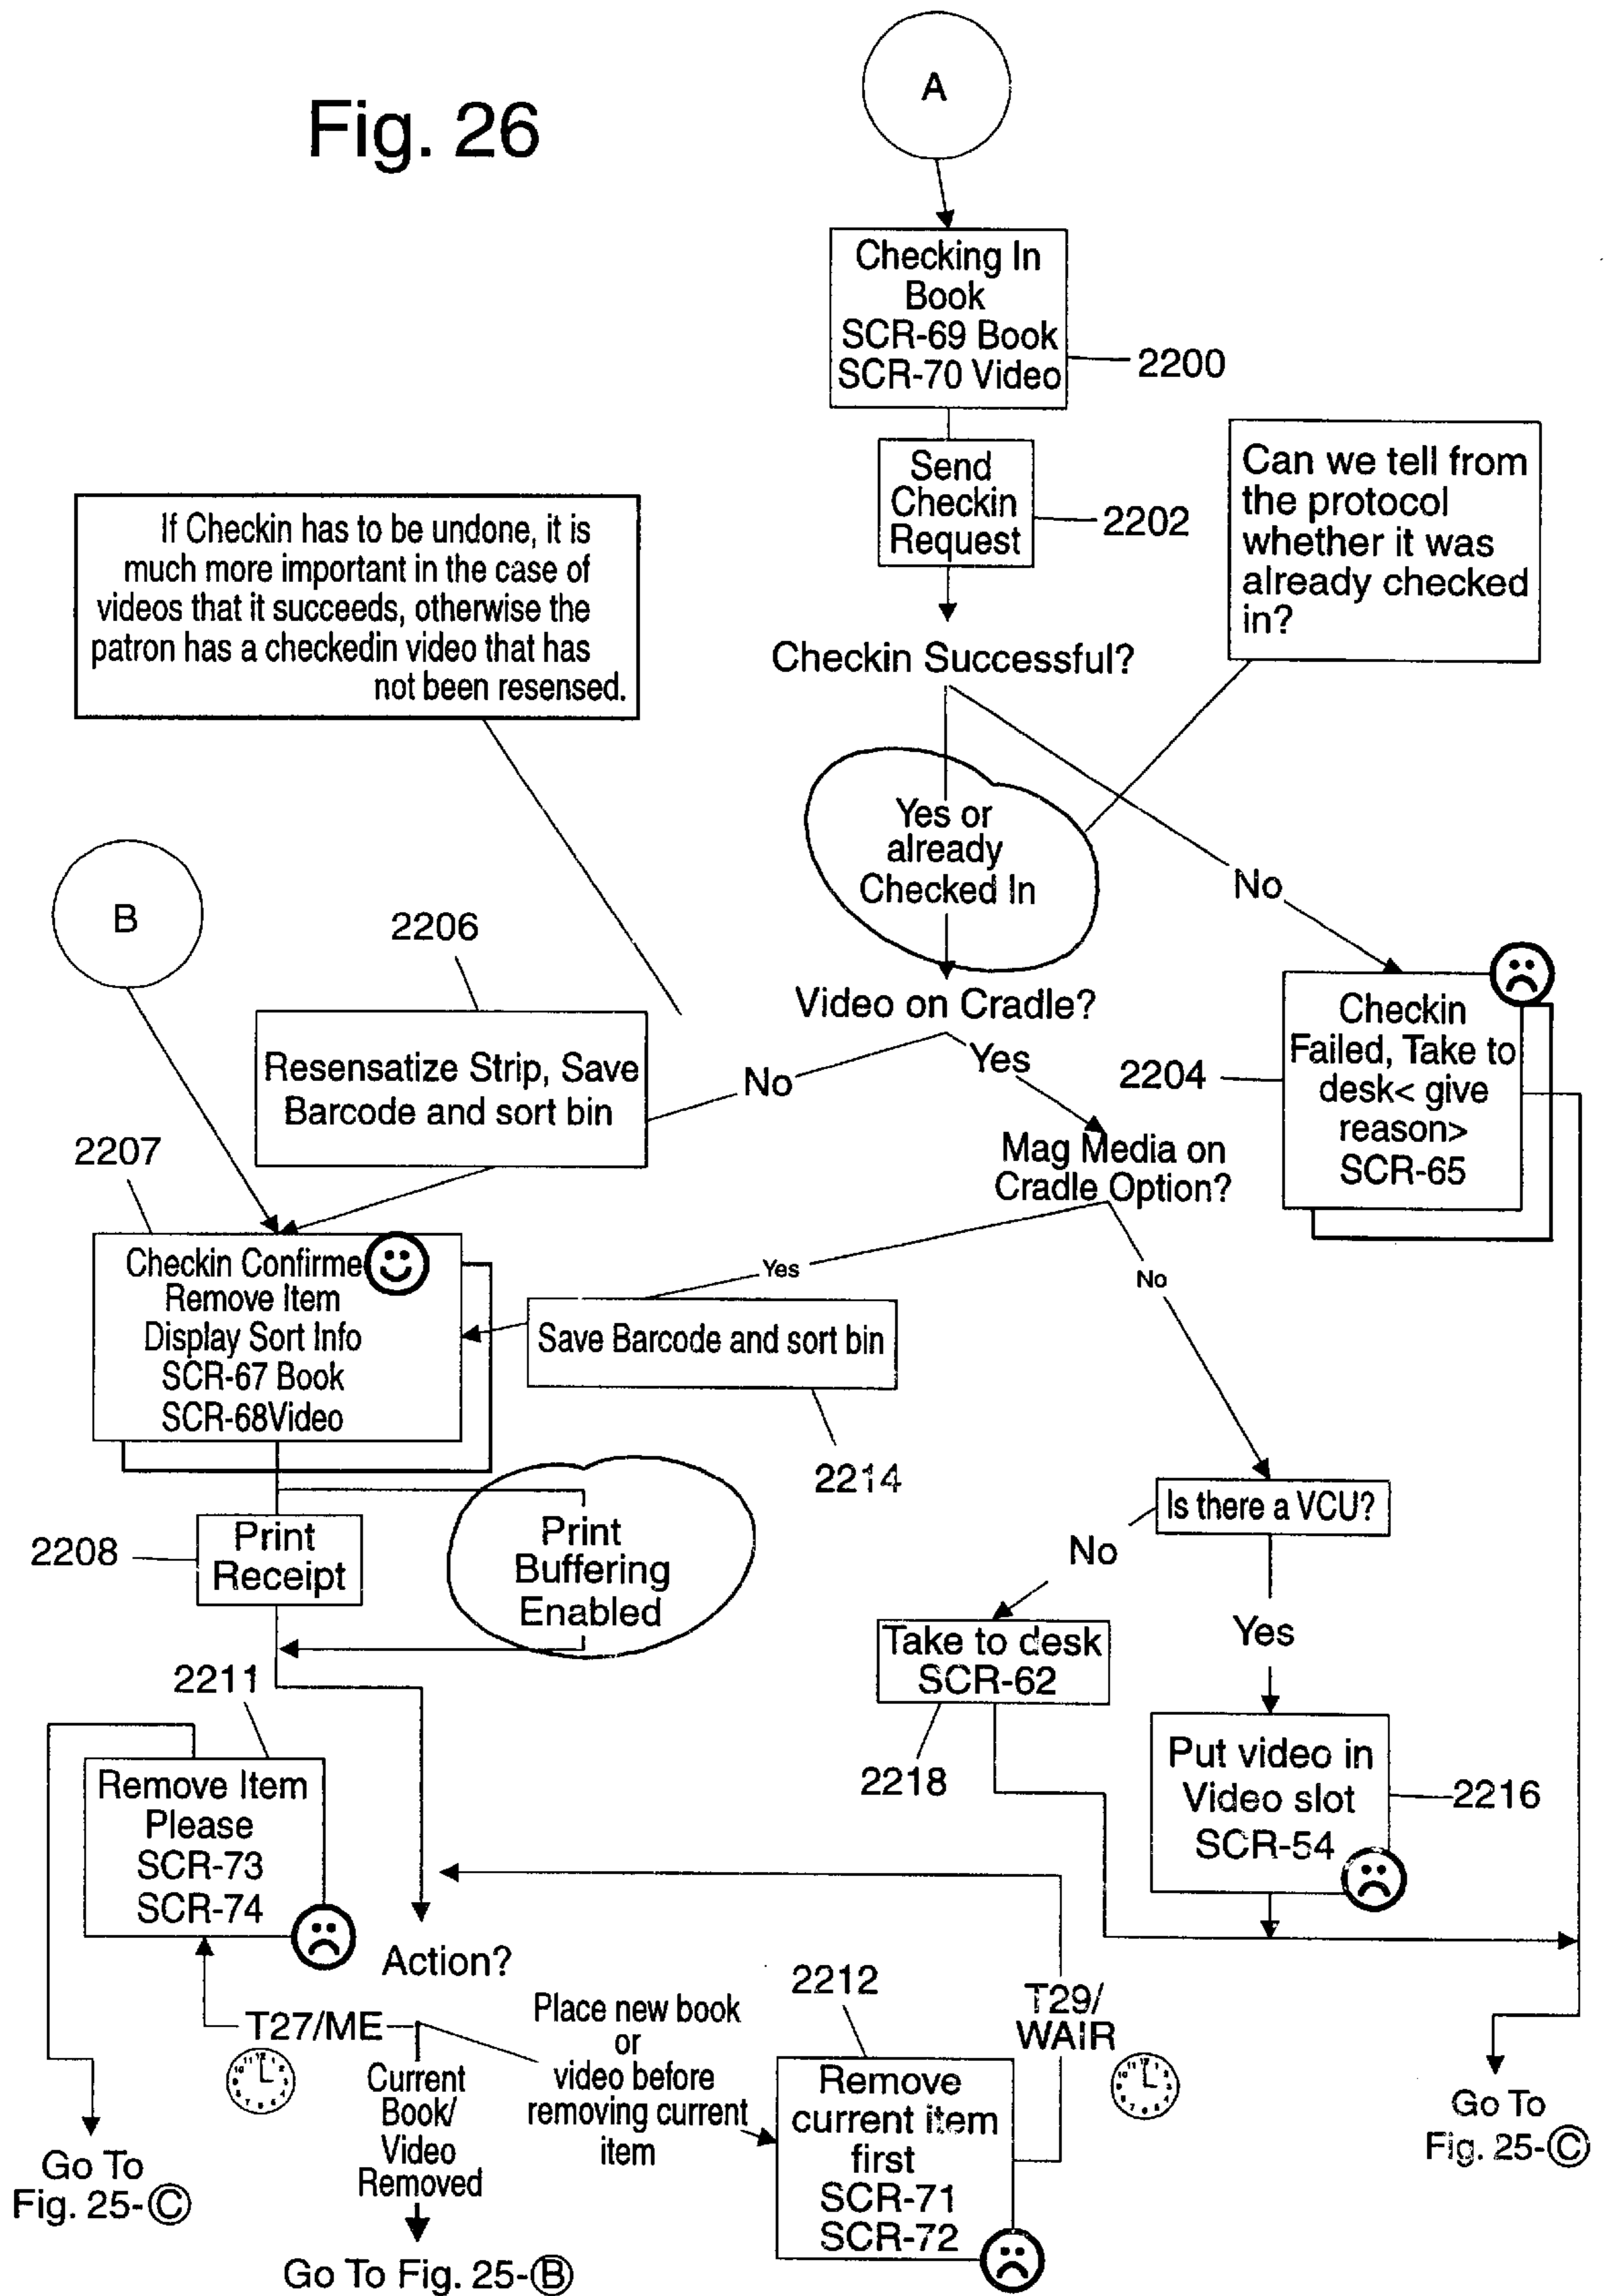 Fig. 26
A
Checking In
Book
SCR-69 Book
SCR-70 Video
2200
Send
Checkin
Request
2202
Can we tell from
the protocol
whether it was
already checked
in?
If Checkin has to be undone, it is
much more important in the case of
videos that it succeeds, otherwise the
patron has a checkedin video that has
not been resensed.
Checkin Successful?
Yes or
already
Checked In
No
B
2206
Video on Cradle?
Resensatize Strip, Save
Barcode and sort bin
No
Yes
2204
Checkin
Failed, Take to
desk< give
reason>
SCR-65
Mag Media on
Cradle Option?
2207
Checkin Confirme
Remove Item
Display Sort Info
SCR-67 Book
SCR-68Video
Yes
No
Save Barcode and sort bin
2214
Is there a VCU?
Print
Receipt
2208
Print
Buffering
Enabled
No
Yes
Take to desk
SCR-62
2218
Put video in
Video slot
SCR-54
2216
2211
Remove Item
Please
SCR-73
SCR-74
Action?
T27/ME
Place new book
or
video before
removing current
item
2212
T29/
WAIR
Current
Book/
Video
Removed
Remove
current item
first
SCR-71
SCR-72
Go To
Fig. 25-Ⓒ
Go To Fig. 25-Ⓑ
Go To
Fig. 25-Ⓒ